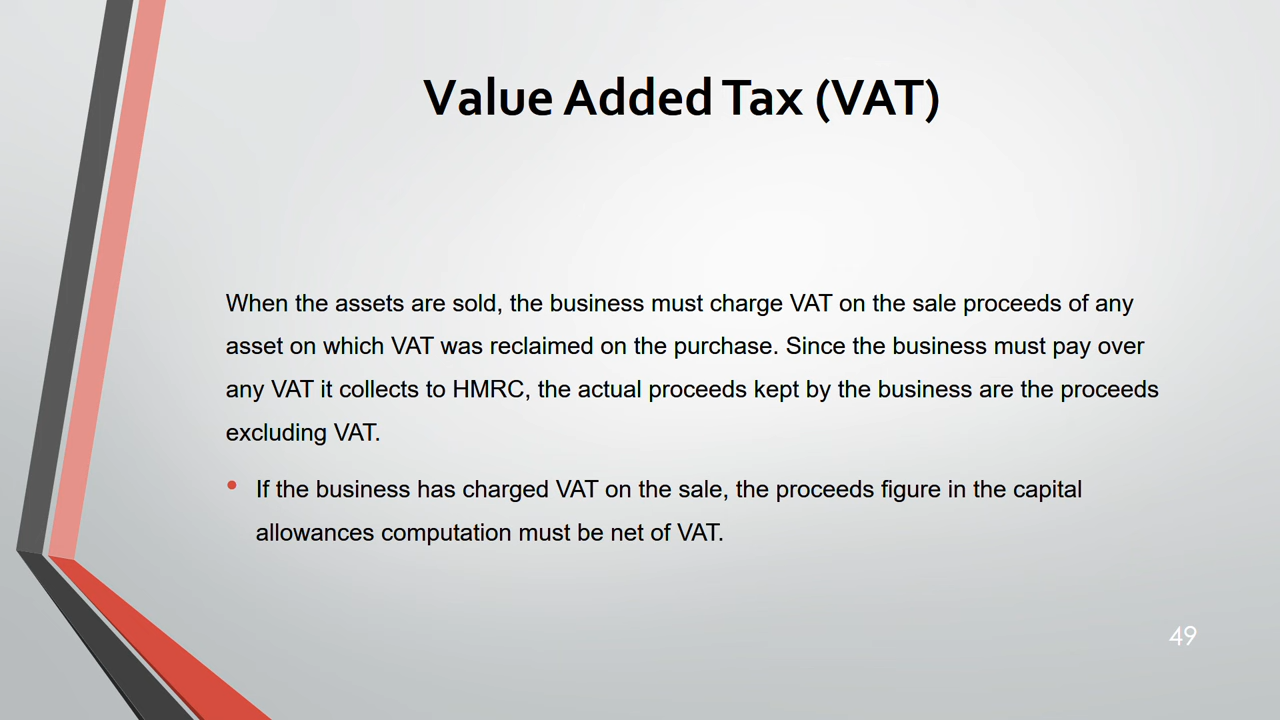 Value Added Tax (VAT)
When the assets are sold, the business must charge VAT on the sale proceeds of any
asset on which VAT was reclaimed on the purchase. Since the business must pay over
any VAT it collects to HMRC, the actual proceeds kept by the business are the proceeds
excluding VAT.
• If the business has charged VAT on the sale, the proceeds figure in the capital
allowances computation must be net of VAT.
49